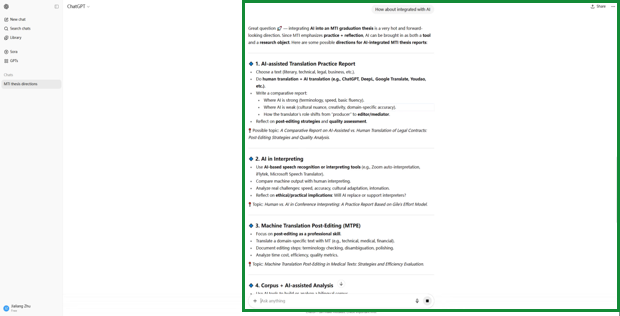 ChatGPT
Share
New chat
Search chats
Library
Sora
GPTs
Chats
MTI thesis directions
How about integrated with AI
Great question 🚀 — integrating AI into an MTI graduation thesis is a very hot and forward-
looking direction. Since MTI emphasizes practice + reflection, AI can be brought in as both a tool
and a research object. Here are some possible directions for AI-integrated MTI thesis reports:
🔷 1. AI-assisted Translation Practice Report
• Choose a text (literary, technical, legal, business, etc.).
• Do human translation + AI translation (e.g., ChatGPT, DeepL, Google Translate, Youdao,
etc.).
• Write a comparative report:
• Where AI is strong (terminology, speed, basic fluency).
• Where AI is weak (cultural nuance, creativity, domain-specific accuracy).
• How the translator's role shifts from "producer" to editor/mediator.
• Reflect on post-editing strategies and quality assessment.
Possible topic: A Comparative Report on AI-Assisted vs. Human Translation of Legal Contracts:
Post-Editing Strategies and Quality Analysis.
🔷 2. AI in Interpreting
• Use AI-based speech recognition or interpreting tools (e.g., Zoom auto-interpretation,
iFlytek, Microsoft Speech Translator).
• Compare machine output with human interpreting.
• Analyze real challenges: speed, accuracy, cultural adaptation, intonation.
• Reflect on ethical/practical implications: Will AI replace or support interpreters?
Topic: Human vs. AI in Conference Interpreting: A Practice Report Based on Gile's Effort Model.
🔷 3. Machine Translation Post-Editing (MTPE)
• Focus on post-editing as a professional skill.
• Translate a domain-specific text with MT (e.g., technical, medical, financial).
• Document editing steps: terminology checking, disambiguation, polishing.
• Analyze time cost, efficiency, quality metrics.
Topic: Machine Translation Post-Editing in Medical Texts: Strategies and Efficiency Evaluation.
🔷 4. Corpus + AI-assisted Analysis
Ask anything
Jialiang Zhu
Free